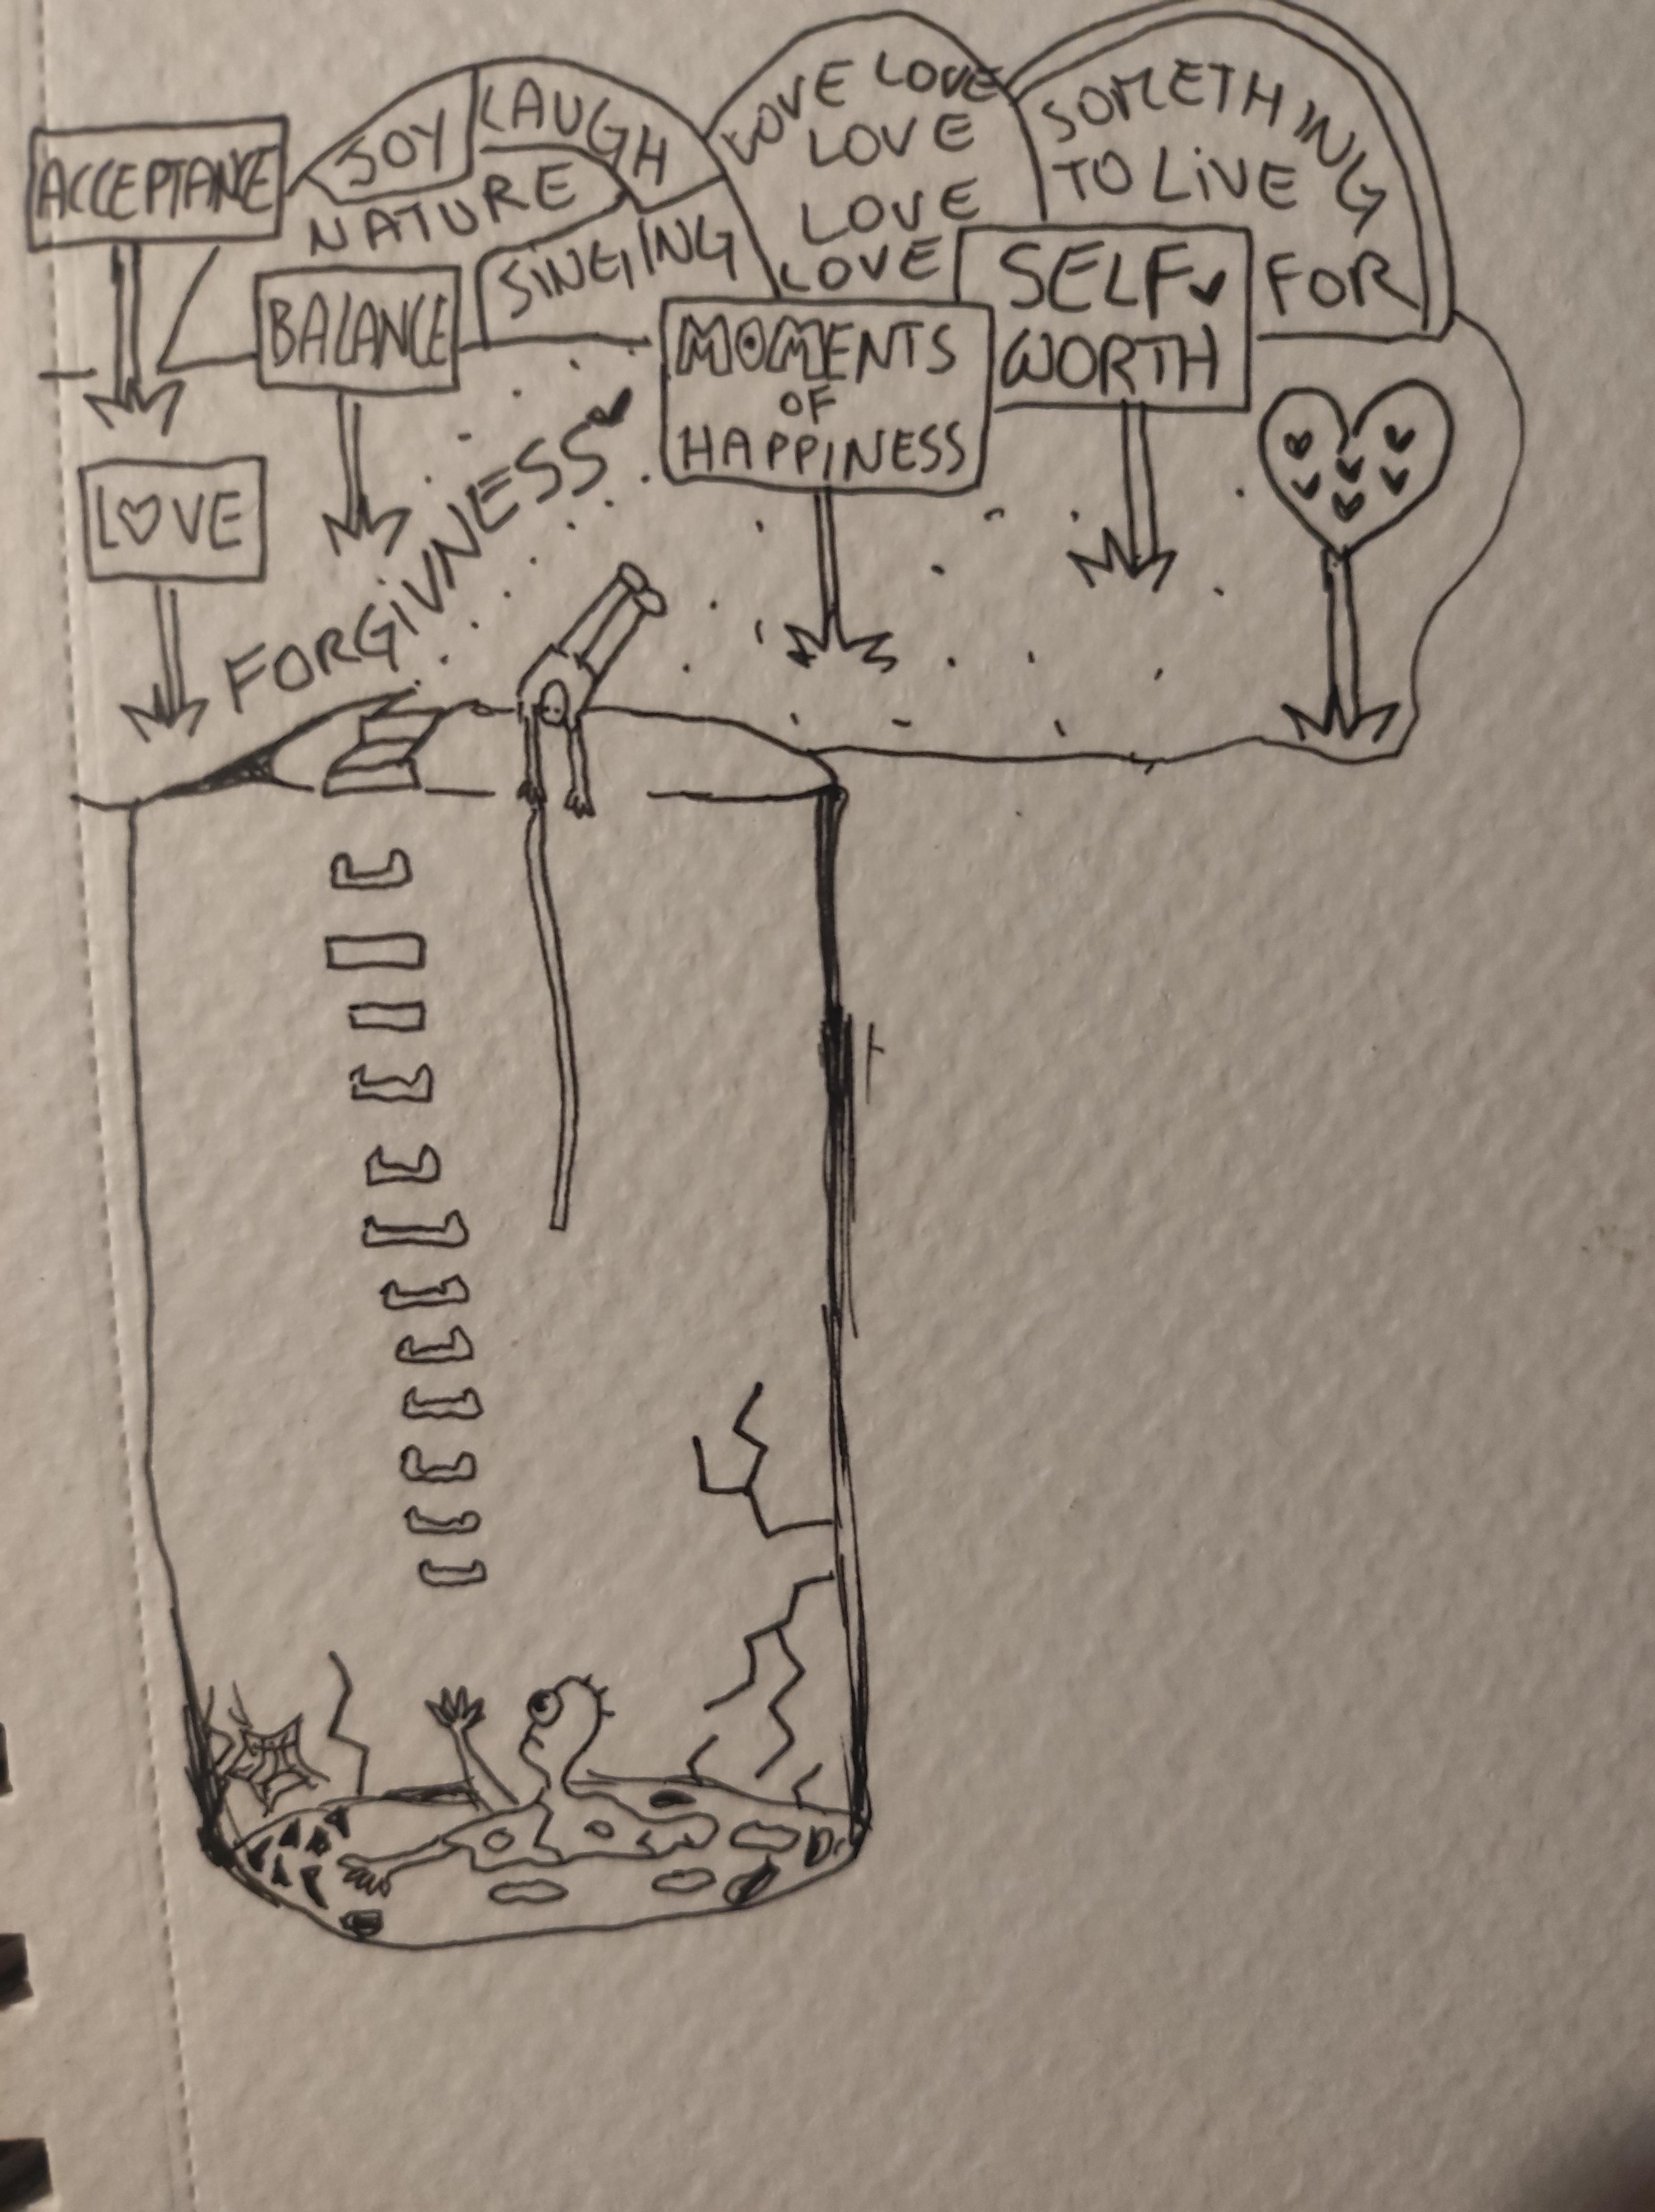 ACCEPTANCE
JOY
LAUGH
NATURE
SINGING
LOVE LOVE
LOVE
LOVE
LOVE
SOMETHING
TO LiVE
FOR
BALANCE
MOMENTS
OF
HAPPINESS
SELF
WORTH
LOVE
FORGiVNESS